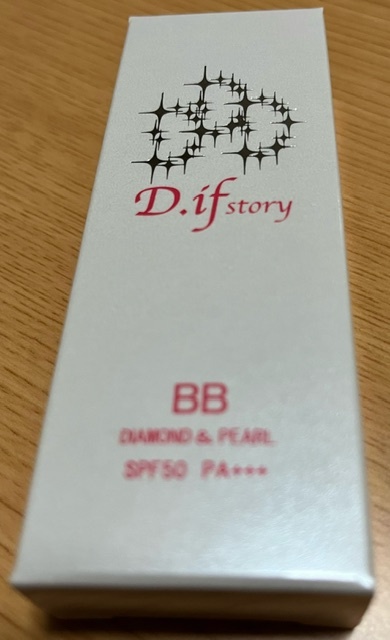 D.if story
BB
DIAMOND & PEARL
SPF50 PA+++